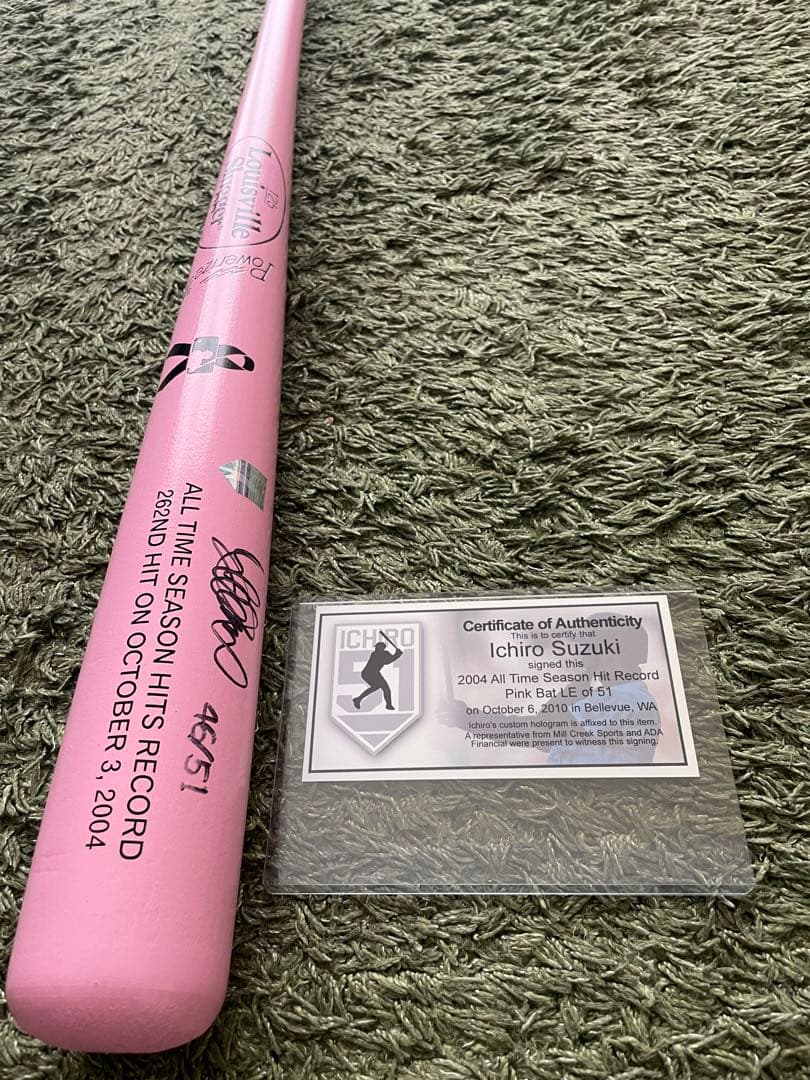 Louisville
Slugger
125
Powerized
ALL TIME SEASON HITS RECORD
262ND HIT ON OCTOBER 3, 2004
46/51
ICHIRO
51
Certificate of Authenticity
This is to certify that
Ichiro Suzuki
signed this
2004 All Time Season Hit Record
Pink Bat LE of 51
on October 6, 2010 in Bellevue, WA
Ichiro's custom hologram is affixed to this item.
A representative from Mill Creek Sports and ADA
Financial were present to witness this signing.